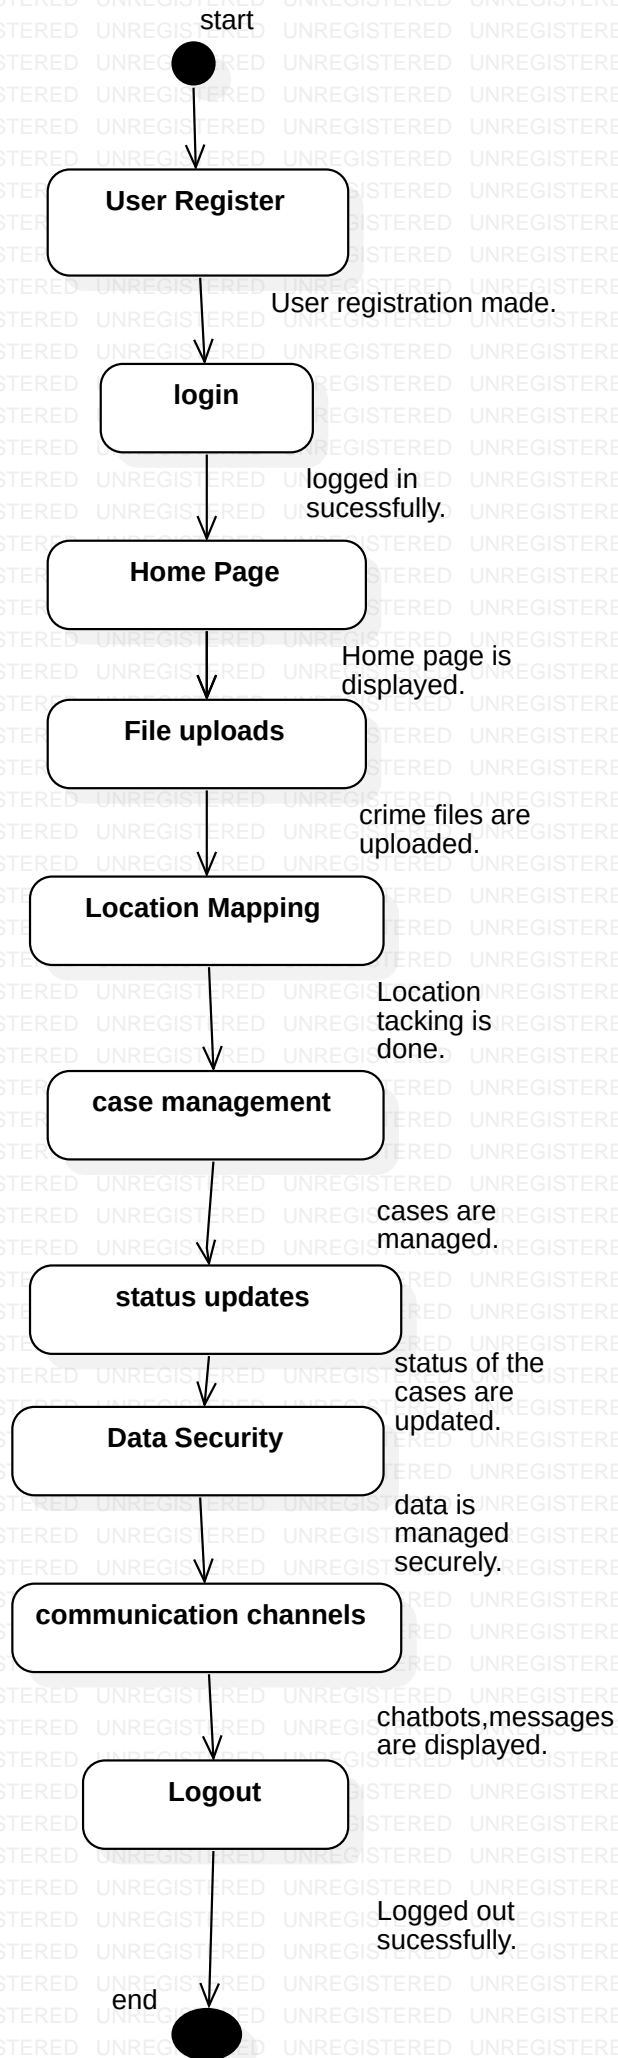 start
User Register
User registration made.
login
logged in
sucessfully.
Home Page
Home page is
displayed.
File uploads
crime files are
uploaded.
Location Mapping
Location
tacking is
done.
case management
cases are
managed.
status updates
status of the
cases are
updated.
Data Security
data is
managed
securely.
communication channels
chatbots,messages
are displayed.
Logout
Logged out
sucessfully.
end